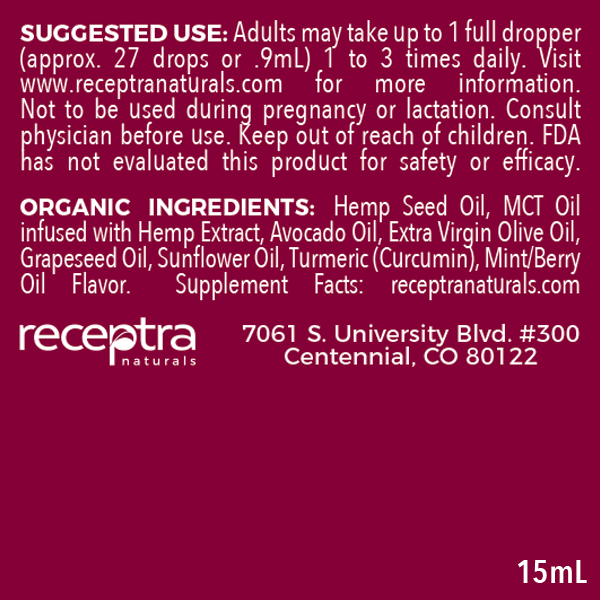 SUGGESTED USE: Adults may take up to 1 full dropper
(approx. 27 drops or .9mL) 1 to 3 times daily. Visit
www.receptranaturals.com for more information.
Not to be used during pregnancy or lactation. Consult
physician before use. Keep out of reach of children. FDA
has not evaluated this product for safety or efficacy.
ORGANIC INGREDIENTS: Hemp Seed Oil, MCT Oil
infused with Hemp Extract, Avocado Oil, Extra Virgin Olive Oil,
Grapeseed Oil, Sunflower Oil, Turmeric (Curcumin), Mint/Berry
Oil Flavor. Supplement Facts: receptranaturals.com
receptra
naturals
7061 S. University Blvd. #300
Centennial, CO 80122
15mL